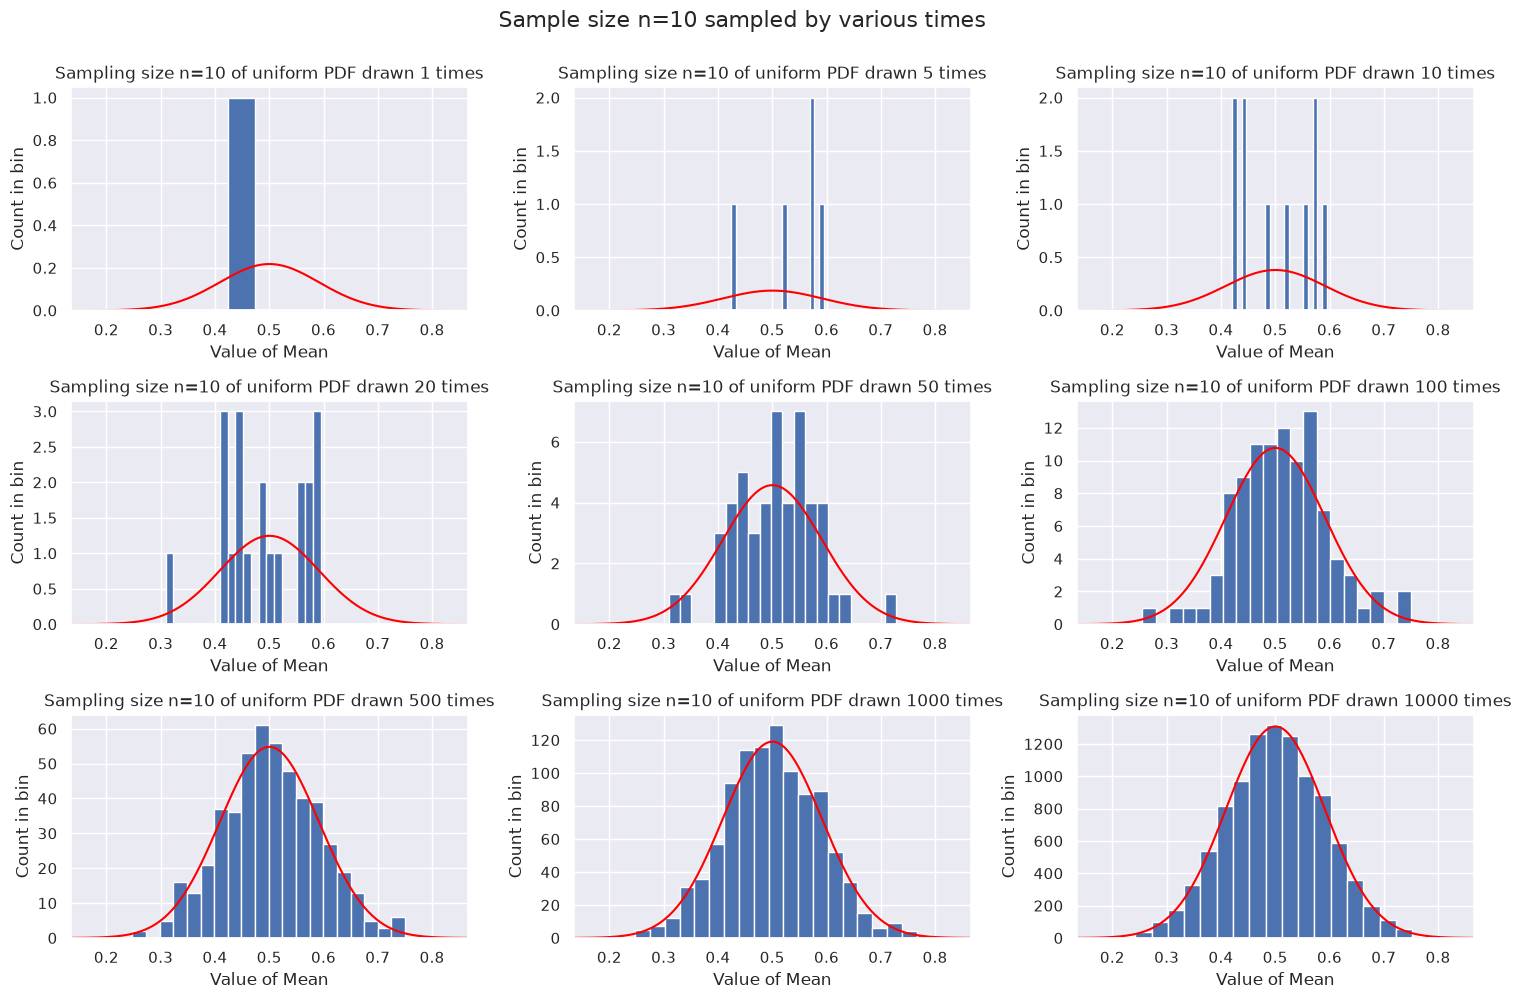 Sample size n=10 sampled by various times
Sampling size n=10 of uniform PDF drawn 1 times
Count in bin
1.0
0.8
0.6
0.4
0.2
0.0
0.2 0.3 0.4 0.5 0.6 0.7 0.8
Value of Mean
Sampling size n=10 of uniform PDF drawn 5 times
Count in bin
2.0
1.5
1.0
0.5
0.0
0.2 0.3 0.4 0.5 0.6 0.7 0.8
Value of Mean
Sampling size n=10 of uniform PDF drawn 10 times
Count in bin
2.0
1.5
1.0
0.5
0.0
0.2 0.3 0.4 0.5 0.6 0.7 0.8
Value of Mean
Sampling size n=10 of uniform PDF drawn 20 times
Count in bin
3.0
2.5
2.0
1.5
1.0
0.5
0.0
0.2 0.3 0.4 0.5 0.6 0.7 0.8
Value of Mean
Sampling size n=10 of uniform PDF drawn 50 times
Count in bin
6
4
2
0
0.2 0.3 0.4 0.5 0.6 0.7 0.8
Value of Mean
Sampling size n=10 of uniform PDF drawn 100 times
Count in bin
12
10
8
6
4
2
0
0.2 0.3 0.4 0.5 0.6 0.7 0.8
Value of Mean
Sampling size n=10 of uniform PDF drawn 500 times
Count in bin
60
50
40
30
20
10
0
0.2 0.3 0.4 0.5 0.6 0.7 0.8
Value of Mean
Sampling size n=10 of uniform PDF drawn 1000 times
Count in bin
120
100
80
60
40
20
0
0.2 0.3 0.4 0.5 0.6 0.7 0.8
Value of Mean
Sampling size n=10 of uniform PDF drawn 10000 times
Count in bin
1200
1000
800
600
400
200
0
0.2 0.3 0.4 0.5 0.6 0.7 0.8
Value of Mean